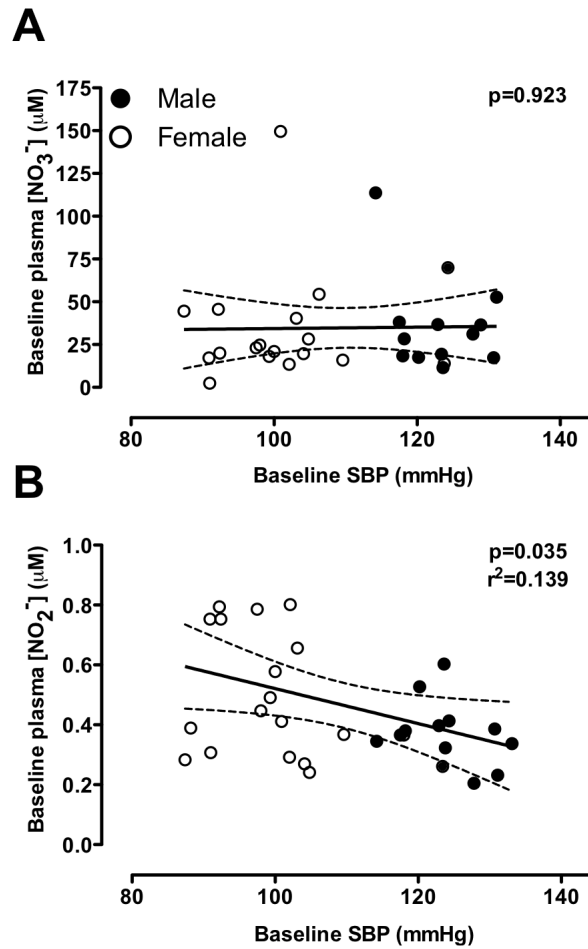 A
Baseline plasma [NO₃⁻] (μM)
175
150
125
100
75
50
25
0
Male
Female
p=0.923
80
100
120
140
Baseline SBP (mmHg)
B
Baseline plasma [NO₂⁻] (μM)
1.0
0.8
0.6
0.4
0.2
0.0
p=0.035
r²=0.139
80
100
120
140
Baseline SBP (mmHg)